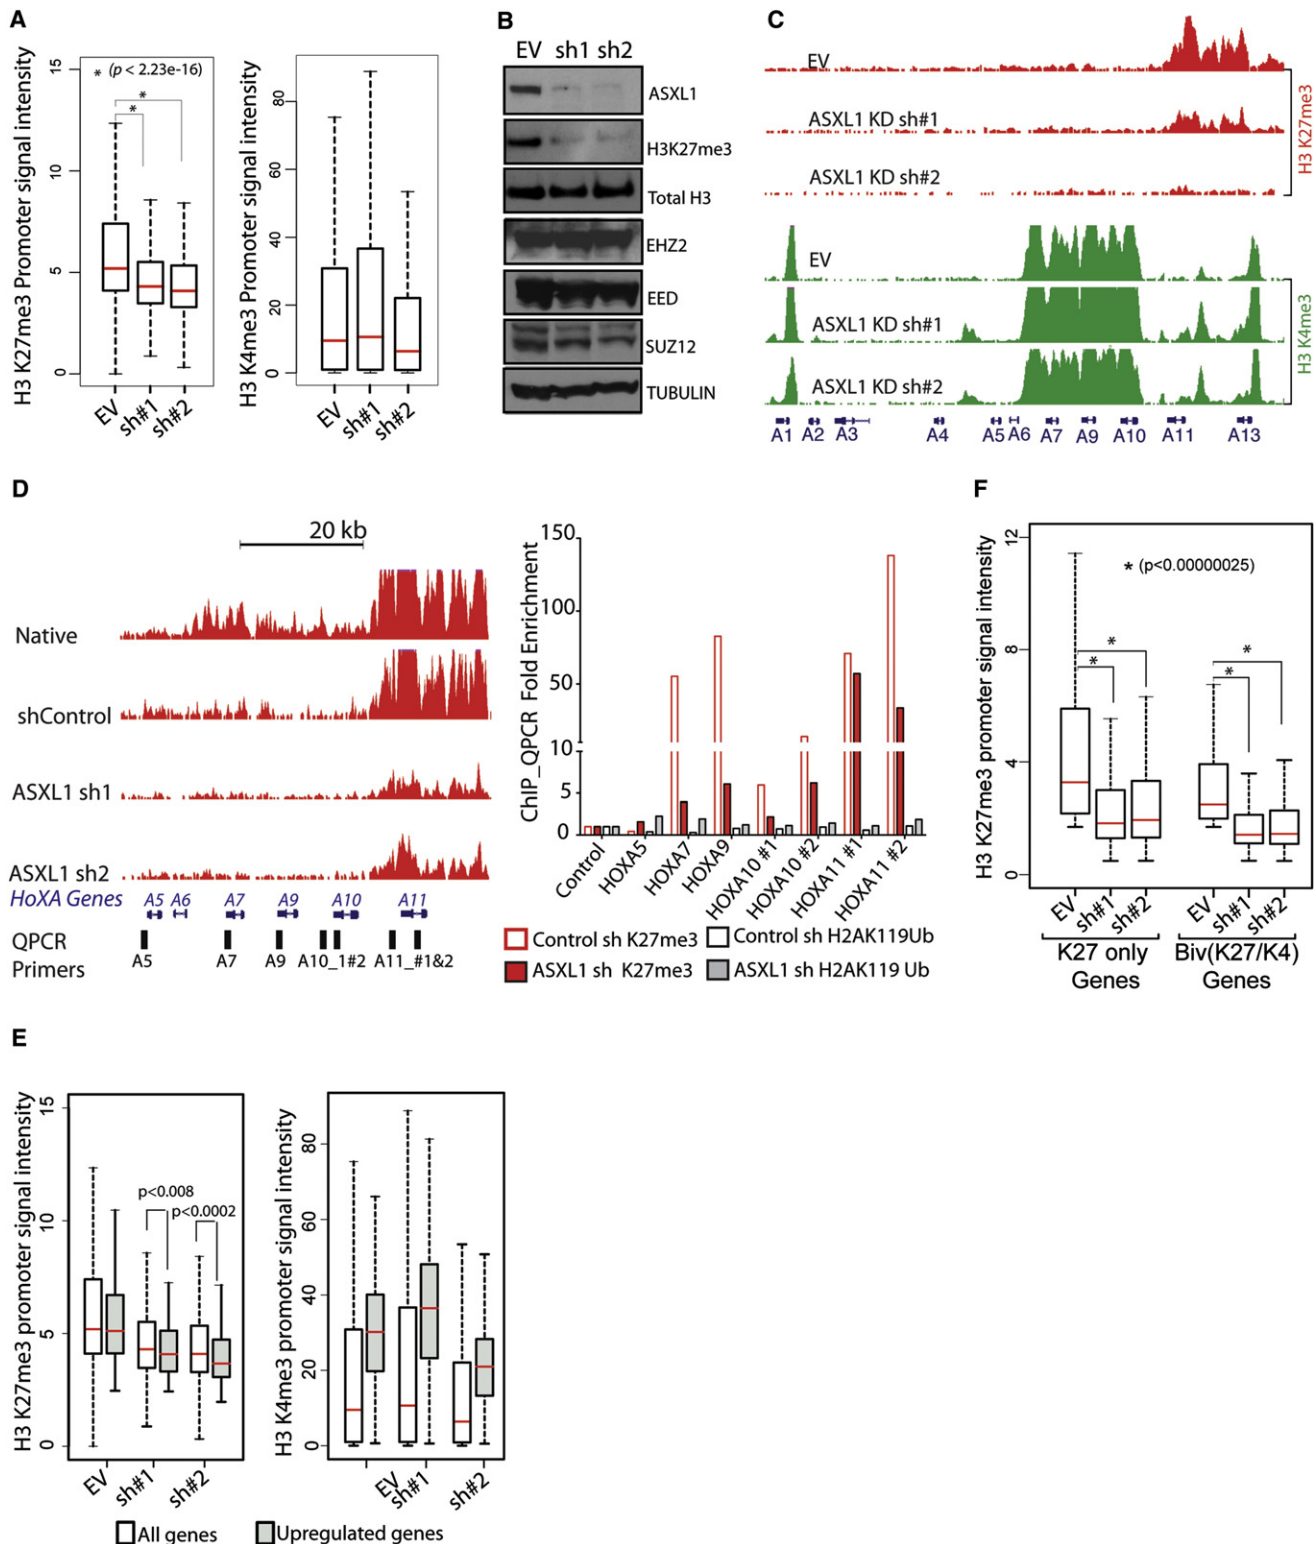 A
H3 K27me3 Promoter signal intensity
15
10
5
0
* (p < 2.23e-16)
*
*
EV
sh#1
sh#2
H3 K4me3 Promoter signal intensity
80
60
40
20
0
EV
sh#1
sh#2
B
EV sh1 sh2
ASXL1
H3K27me3
Total H3
EHZ2
EED
SUZ12
TUBULIN
C
EV
ASXL1 KD sh#1
ASXL1 KD sh#2
H3 K27me3
EV
ASXL1 KD sh#1
ASXL1 KD sh#2
H3 K4me3
A1 A2 A3 A4 A5 A6 A7 A9 A10 A11 A13
D
20 kb
Native
shControl
ASXL1 sh1
ASXL1 sh2
HoXA Genes A5 A6 A7 A9 A10 A11
QPCR
Primers
A5 A7 A9 A10_1#2 A11_#1&2
ChIP_QPCR Fold Enrichment
150
100
50
10
5
0
Control
HOXA5
HOXA7
HOXA9
HOXA10 #1
HOXA10 #2
HOXA11 #1
HOXA11 #2
Control sh K27me3
Control sh H2AK119Ub
ASXL1 sh K27me3
ASXL1 sh H2AK119 Ub
F
H3 K27me3 promoter signal intensity
12
8
4
0
* (p<0.00000025)
*
*
*
*
EV
sh#1
sh#2
EV
sh#1
sh#2
K27 only
Genes
Biv(K27/K4)
Genes
E
H3 K27me3 promoter signal intensity
15
10
5
0
p<0.008
p<0.0002
EV
sh#1
sh#2
H3 K4me3 promoter signal intensity
80
60
40
20
0
EV
sh#1
sh#2
All genes
Upregulated genes